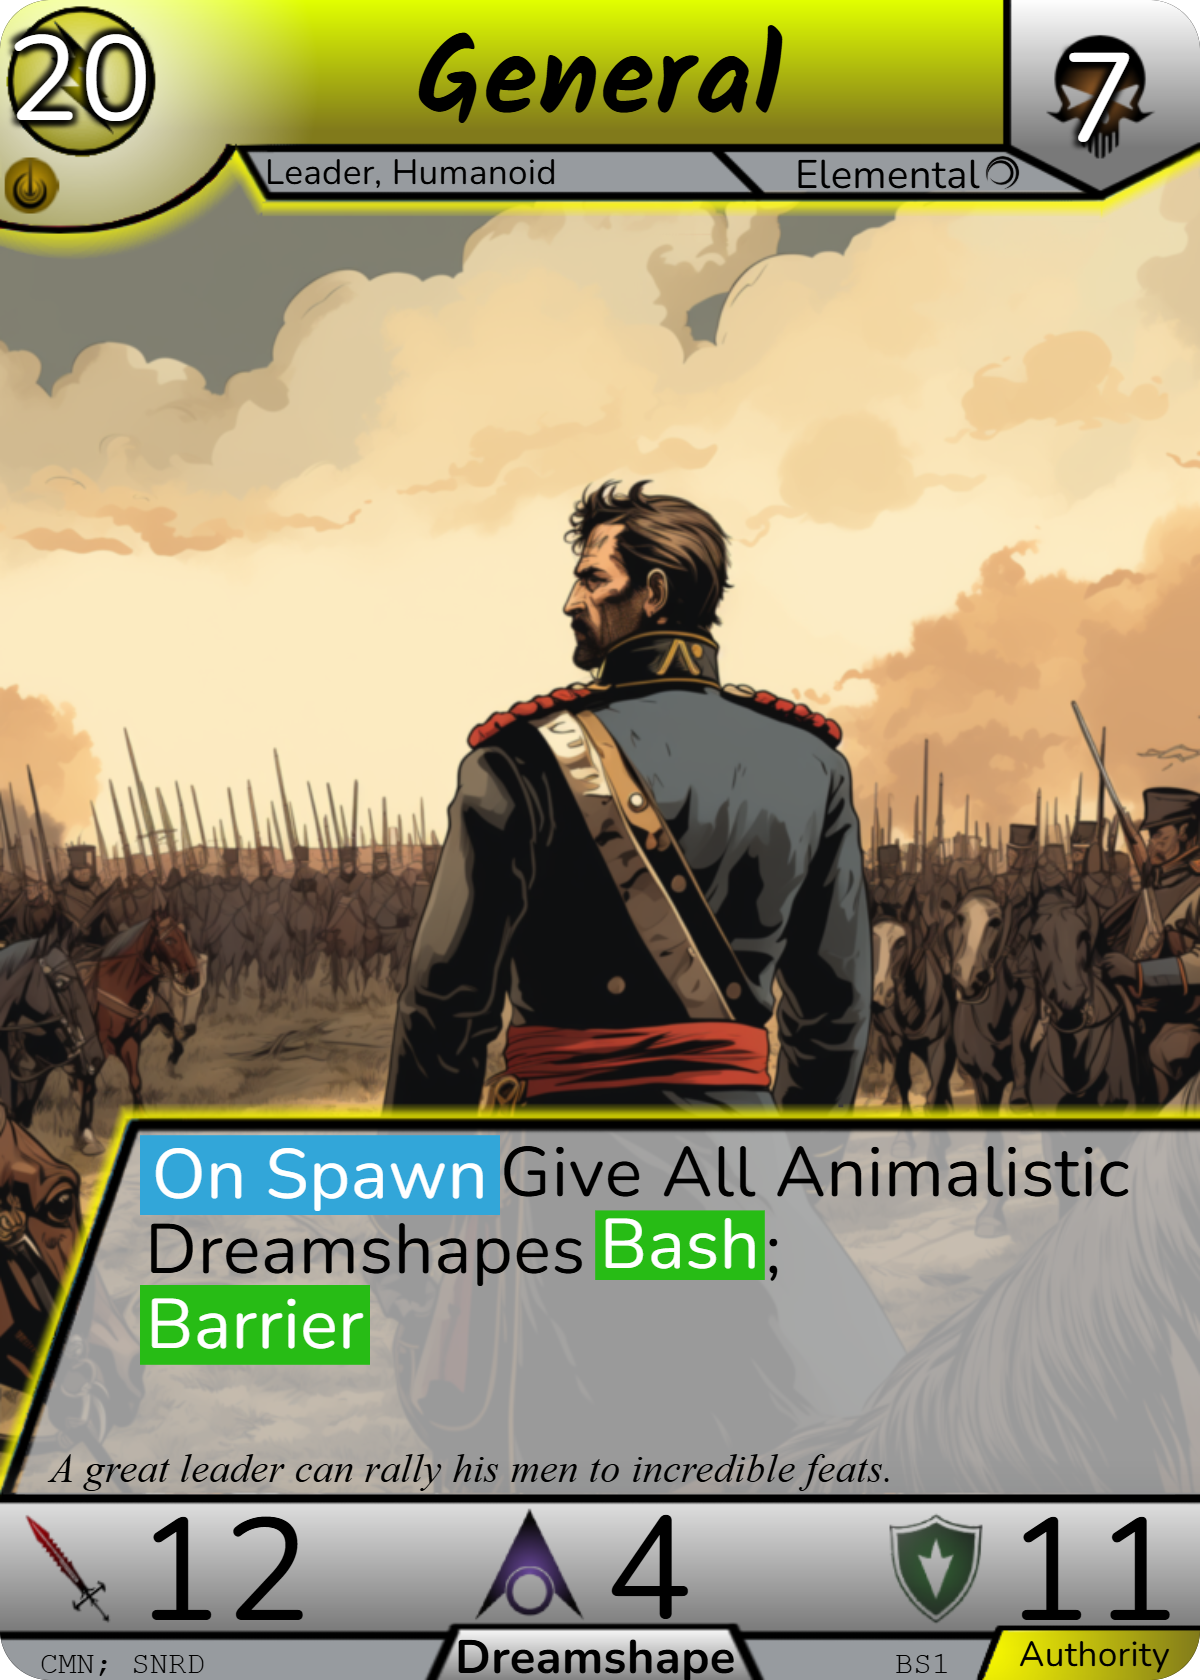 20
General
7
Leader, Humanoid
Elemental
On Spawn Give All Animalistic
Dreamshapes Bash;
Barrier
A great leader can rally his men to incredible feats.
12
4
11
CMN; SNRD
Dreamshape
BS1
Authority